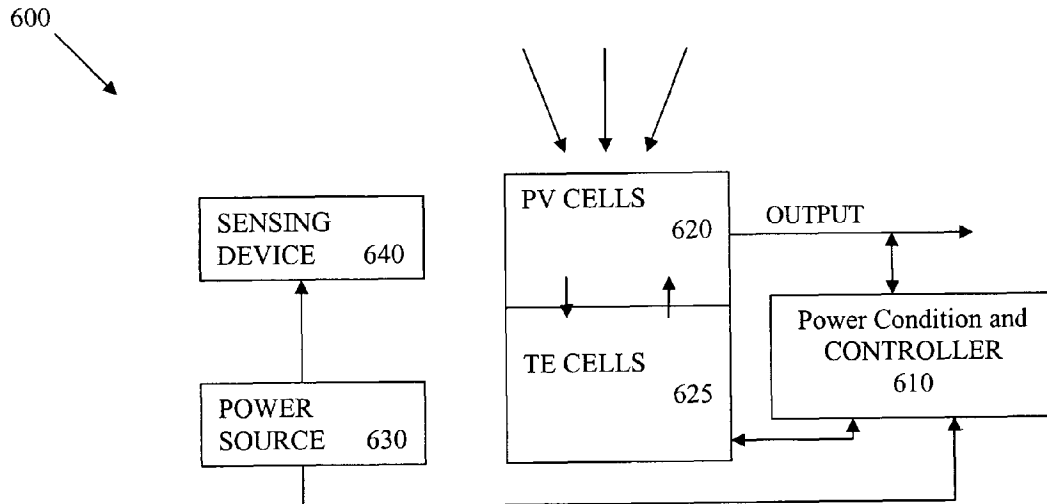 600
PV CELLS
620
OUTPUT
SENSING
DEVICE 640
Power Condition and
CONTROLLER
610
TE CELLS
625
POWER
SOURCE 630